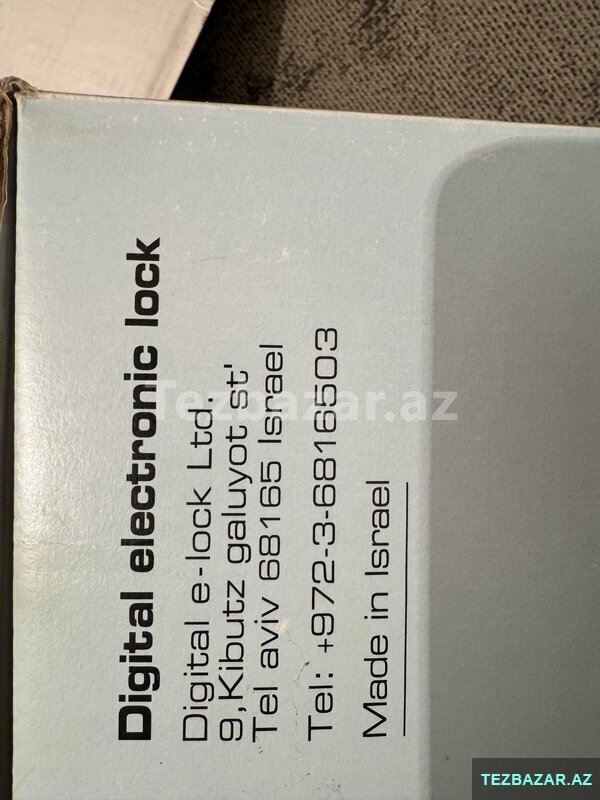 Digital electronic lock
Digital e-lock Ltd
9,Kibutz galuyot st'
Tel aviv 68165 Israel
Tel: +972-3-6816503
Made in Israel
Tezbazar.az
TEZBAZAR.AZ